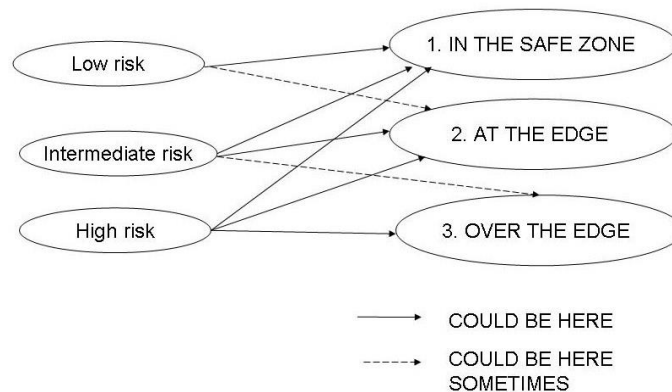 1. IN THE SAFE ZONE
Low risk
2. AT THE EDGE
Intermediate risk
High risk
3. OVER THE EDGE
COULD BE HERE
COULD BE HERE
SOMETIMES